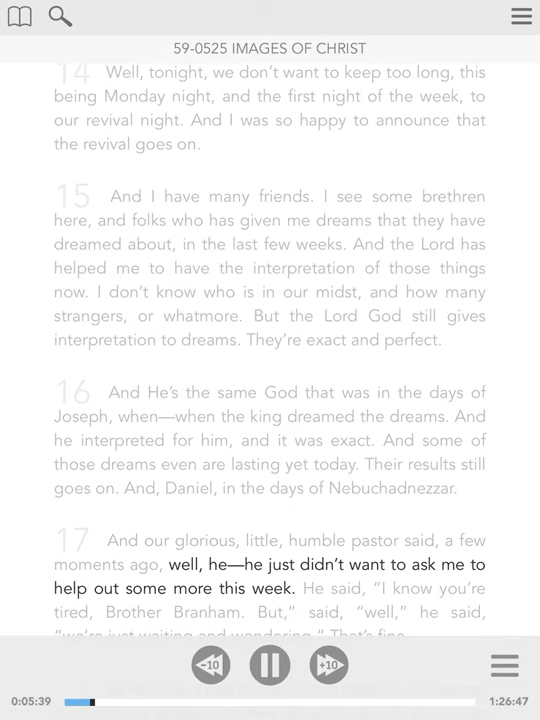 59-0525 IMAGES OF CHRIST
14 Well, tonight, we don’t want to keep too long, this
being Monday night, and the first night of the week, to
our revival night. And I was so happy to announce that
the revival goes on.
15 And I have many friends. I see some brethren
here, and folks who has given me dreams that they have
dreamed about, in the last few weeks. And the Lord has
helped me to have the interpretation of those things
now. I don’t know who is in our midst, and how many
strangers, or whatmore. But the Lord God still gives
interpretation to dreams. They’re exact and perfect.
16 And He’s the same God that was in the days of
Joseph, when—when the king dreamed the dreams. And
he interpreted for him, and it was exact. And some of
those dreams even are lasting yet today. Their results still
goes on. And, Daniel, in the days of Nebuchadnezzar.
17 And our glorious, little, humble pastor said, a few
moments ago, well, he—he just didn’t want to ask me to
help out some more this week. He said, “I know you’re
tired, Brother Branham. But,” said, “well,” he said,
“we’re just waiting and wondering.” That’s fine.
-10
+10
0:05:39
1:26:47